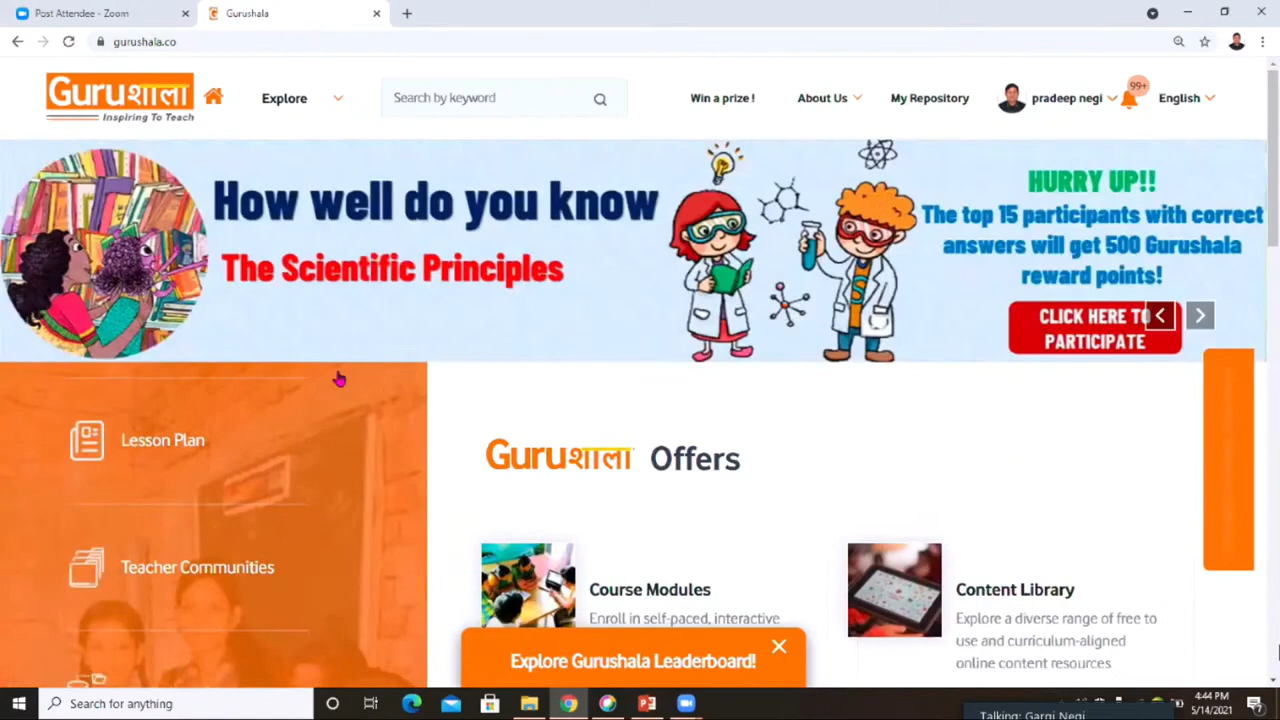 Post Attendee - Zoom
Gurushala
gurushala.co
Guruशाला
Inspiring To Teach
Explore
Search by keyword
Win a prize !
About Us
My Repository
pradeep negi
99+
English
How well do you know
The Scientific Principles
HURRY UP!!
The top 15 participants with correct
answers will get 500 Gurushala
reward points!
CLICK HERE TO
PARTICIPATE
Lesson Plan
Teacher Communities
Guruशाला Offers
Course Modules
Enroll in self-paced, interactive
Content Library
Explore a diverse range of free to
use and curriculum-aligned
online content resources
Explore Gurushala Leaderboard!
Search for anything
4:44 PM
5/14/2021
Talking: Gargi Negi